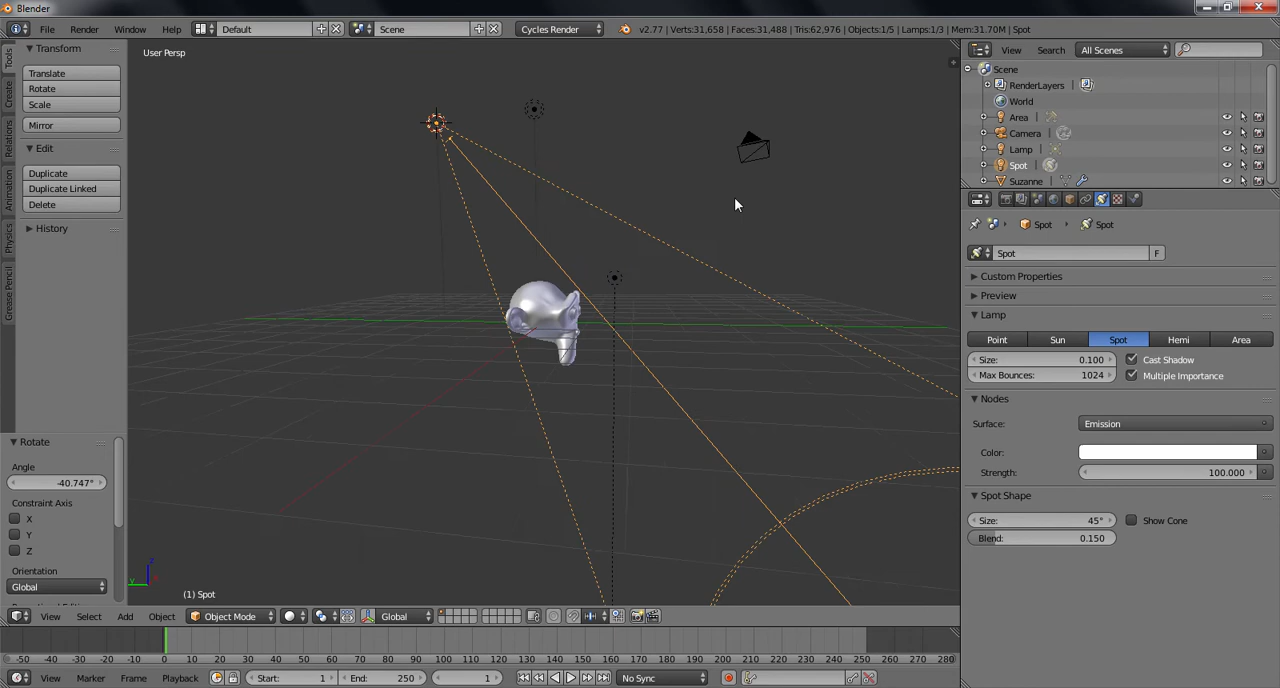 Blender
File Render Window Help Default Scene Cycles Render v2.77 | Verts:31,658 | Faces:31,488 | Tris:62,976 | Objects:1/5 | Lamps:1/3 | Mem:31.70M | Spot
Tools
Create
Relations
Animation
Physics
Grease Pencil
Transform
Translate
Rotate
Scale
Mirror
Edit
Duplicate
Duplicate Linked
Delete
History
Rotate
Angle
-40.747°
Constraint Axis
X
Y
Z
Orientation
Global
User Persp
z
y
(1) Spot
View Select Add Object Object Mode Global
-50 -40 -30 -20 -10 0 10 20 30 40 50 60 70 80 90 100 110 120 130 140 150 160 170 180 190 200 210 220 230 240 250 260 270 280
View Marker Frame Playback Start: 1 End: 250 1 No Sync
View Search All Scenes
Scene
RenderLayers
World
Area
Camera
Lamp
Spot
Suzanne
Spot Spot
Spot F
Custom Properties
Preview
Lamp
Point Sun Spot Hemi Area
Size: 0.100 Cast Shadow
Max Bounces: 1024 Multiple Importance
Nodes
Surface: Emission
Color:
Strength: 100.000
Spot Shape
Size: 45° Show Cone
Blend: 0.150